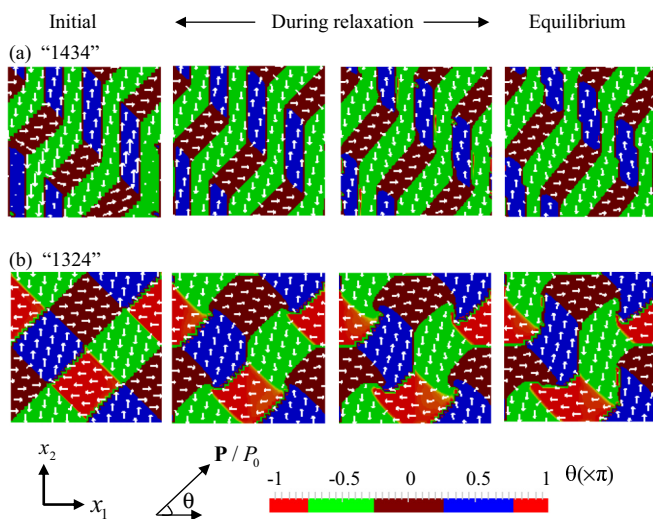 Initial During relaxation Equilibrium
(a) “1434”
(b) “1324”
x2
x1
P / P0
θ
-1 -0.5 0 0.5 1 θ(×π)